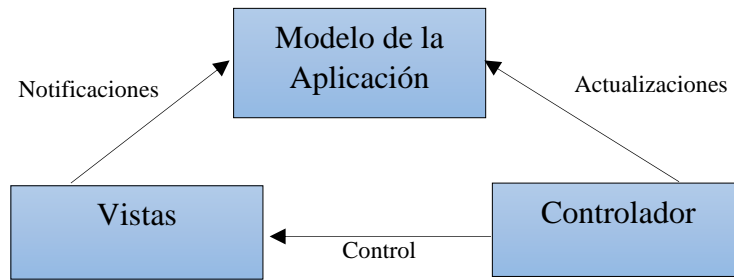 Modelo de la
Aplicación
Notificaciones
Actualizaciones
Vistas
Controlador
Control